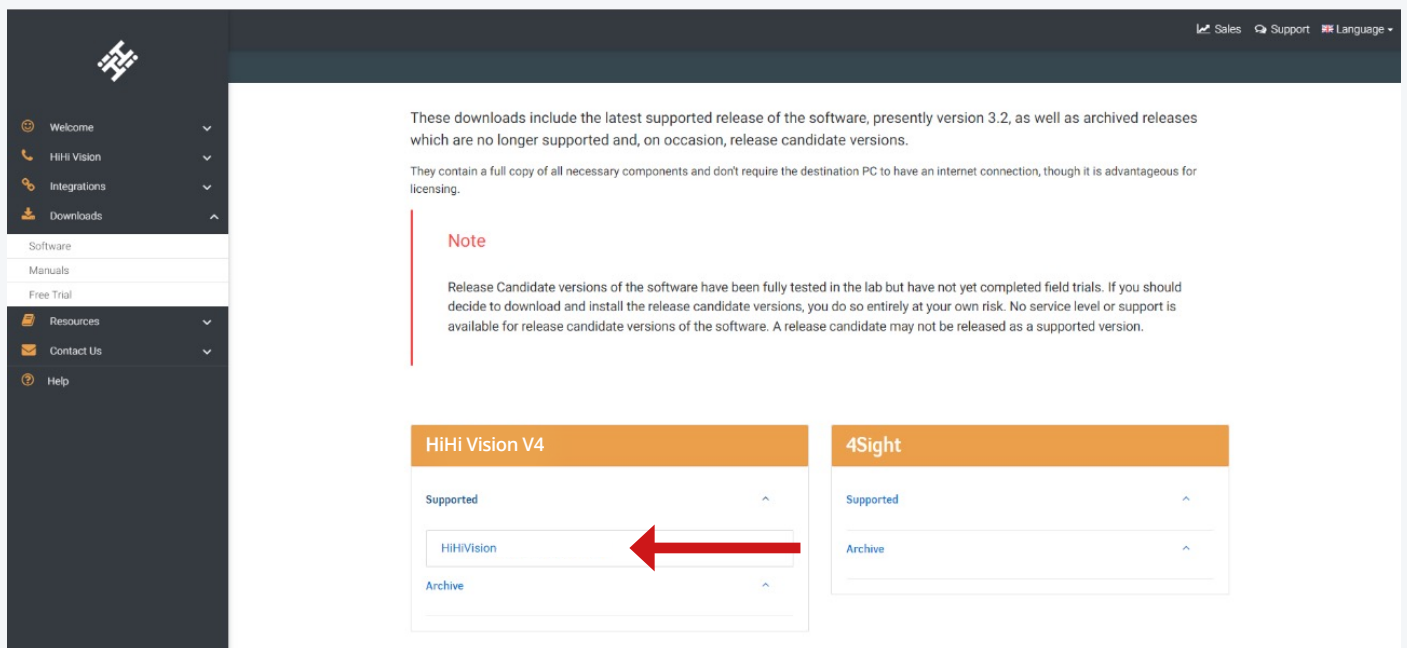 Sales Support Language
Welcome
HiHi Vision
Integrations
Downloads
Software
Manuals
Free Trial
Resources
Contact Us
Help
These downloads include the latest supported release of the software, presently version 3.2, as well as archived releases
which are no longer supported and, on occasion, release candidate versions.
They contain a full copy of all necessary components and don't require the destination PC to have an internet connection, though it is advantageous for
licensing.
Note
Release Candidate versions of the software have been fully tested in the lab but have not yet completed field trials. If you should
decide to download and install the release candidate versions, you do so entirely at your own risk. No service level or support is
available for release candidate versions of the software. A release candidate may not be released as a supported version.
HiHi Vision V4
Supported
HiHiVision
Archive
4Sight
Supported
Archive